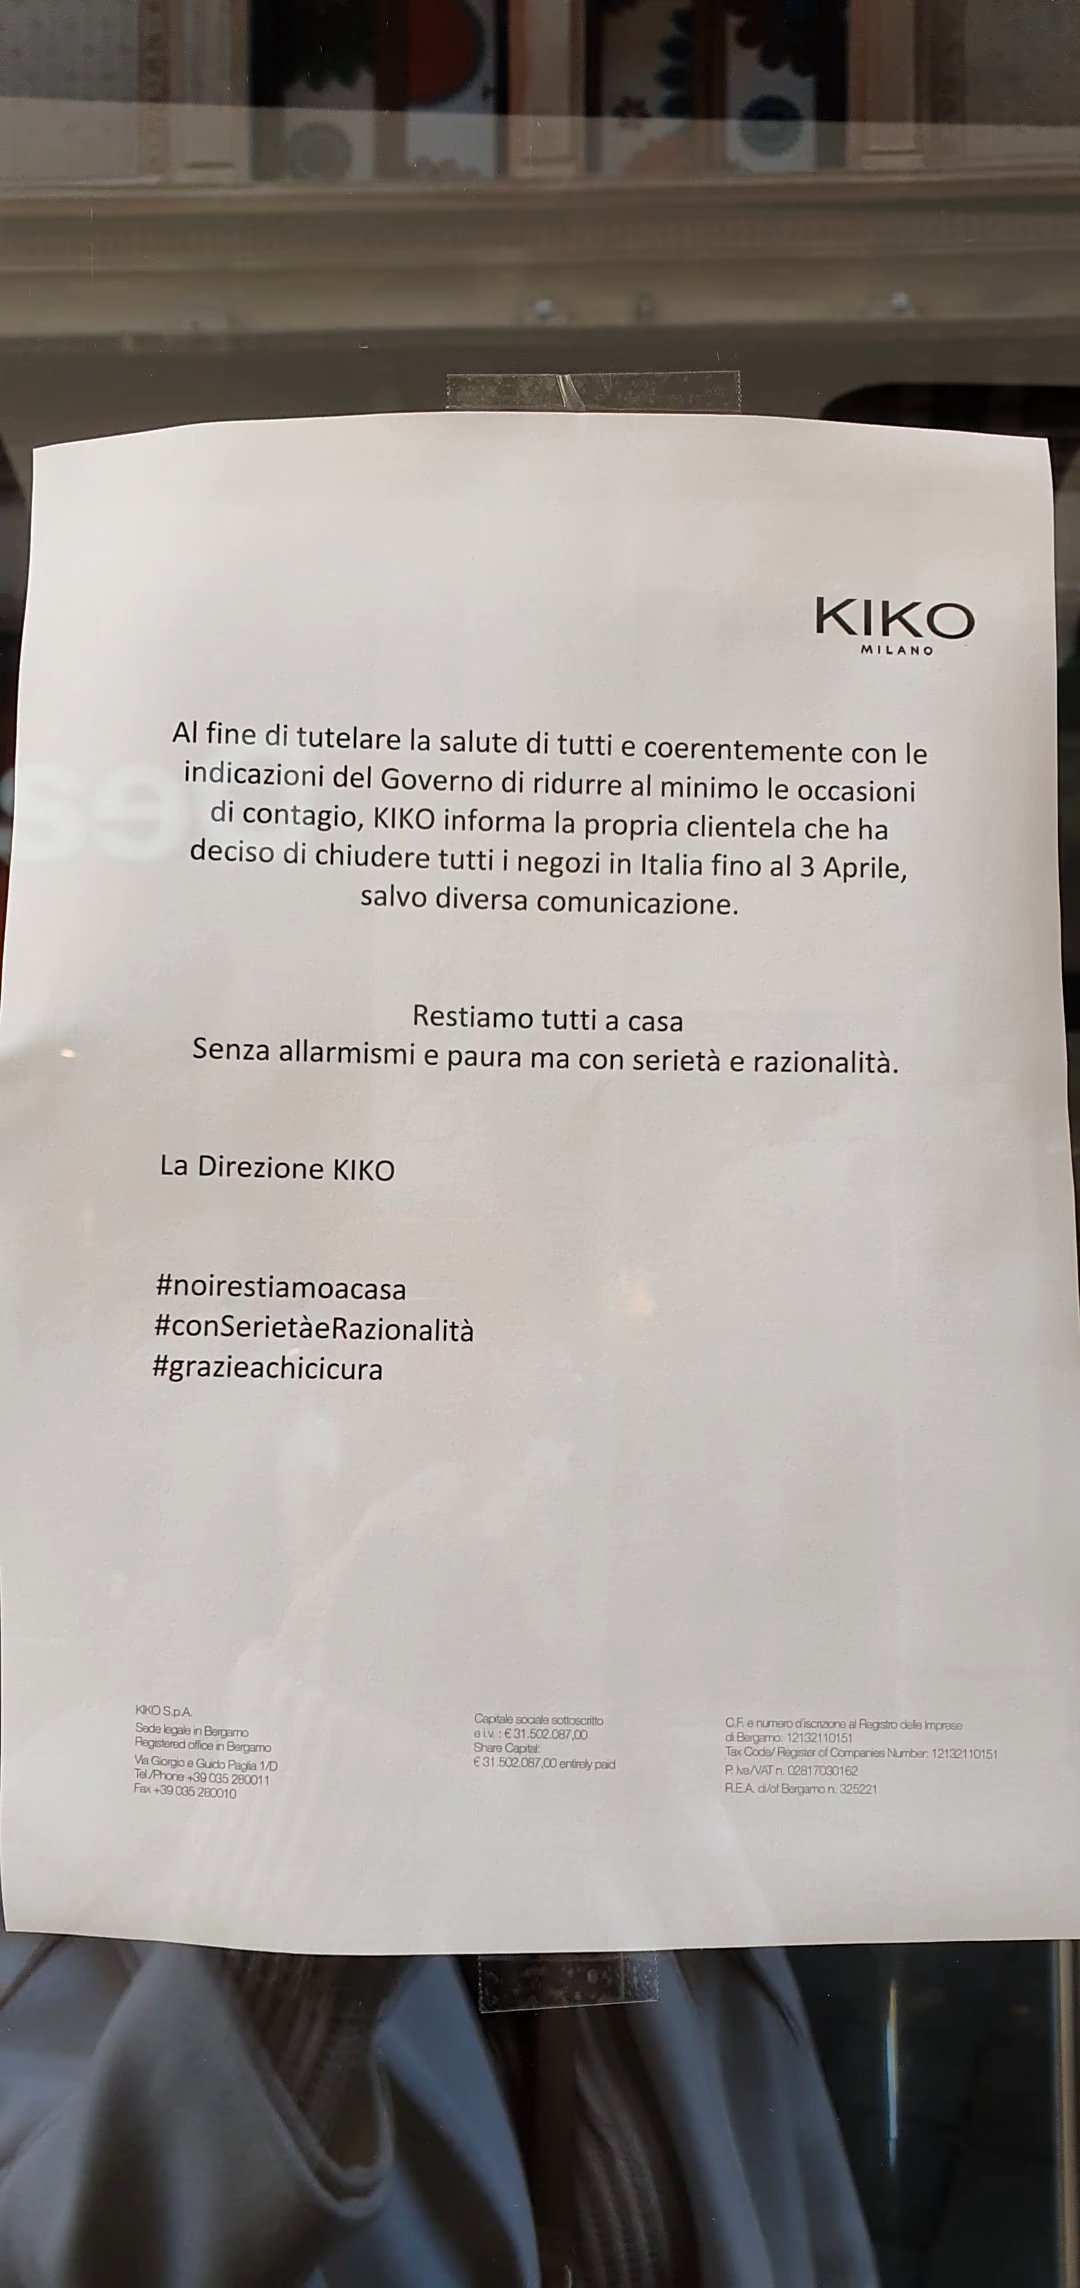 KIKO
MILANO
Al fine di tutelare la salute di tutti e coerentemente con le
indicazioni del Governo di ridurre al minimo le occasioni
di contagio, KIKO informa la propria clientela che ha
deciso di chiudere tutti i negozi in Italia fino al 3 Aprile,
salvo diversa comunicazione.
Restiamo tutti a casa
Senza allarmismi e paura ma con serietà e razionalità.
La Direzione KIKO
#noirestiamoacasa
#conSerietàeRazionalità
#grazieachicicura
KIKO S.p.A.
Sede legale in Bergamo
Registered office in Bergamo
Via Giorgio e Guido Paglia 1/D
Tel./Phone +39 035 280011
Fax +39 035 280010
Capitale sociale sottoscritto
e i.v. : € 31.502.087,00
Share Capital:
€ 31.502.087,00 entirely paid
C.F. e numero d'iscrizione al Registro delle Imprese
di Bergamo: 12132110151
Tax Code/ Register of Companies Number: 12132110151
P. Iva/VAT n. 02817030162
R.E.A. di/of Bergamo n. 325221